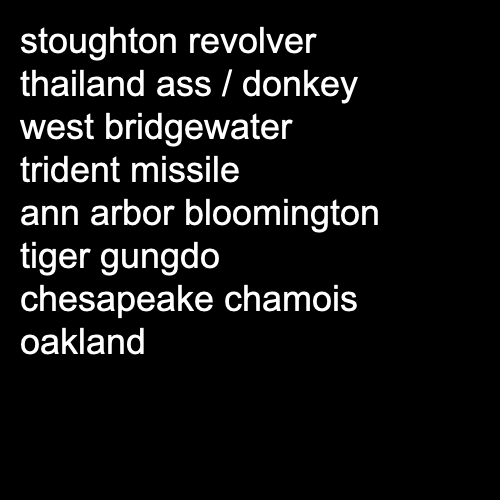 stoughton revolver
thailand ass / donkey
west bridgewater
trident missile
ann arbor bloomington
tiger gungdo
chesapeake chamois
oakland